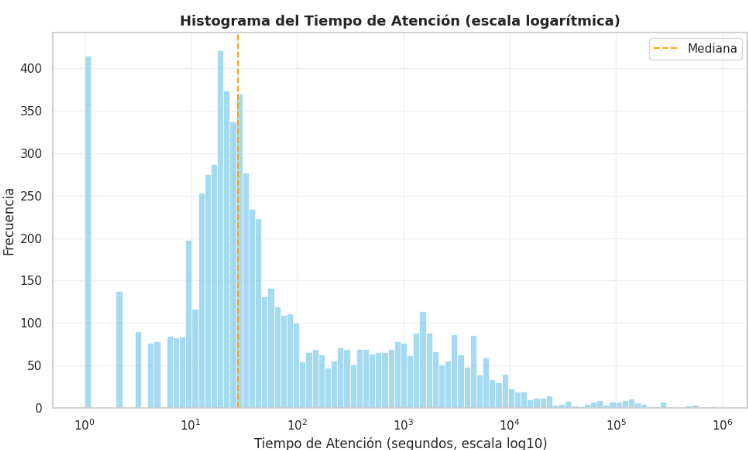 Histograma del Tiempo de Atención (escala logarítmica)
Mediana
Frecuencia
400
350
300
250
200
150
100
50
0
10⁰ 10¹ 10² 10³ 10⁴ 10⁵ 10⁶
Tiempo de Atención (segundos, escala log10)